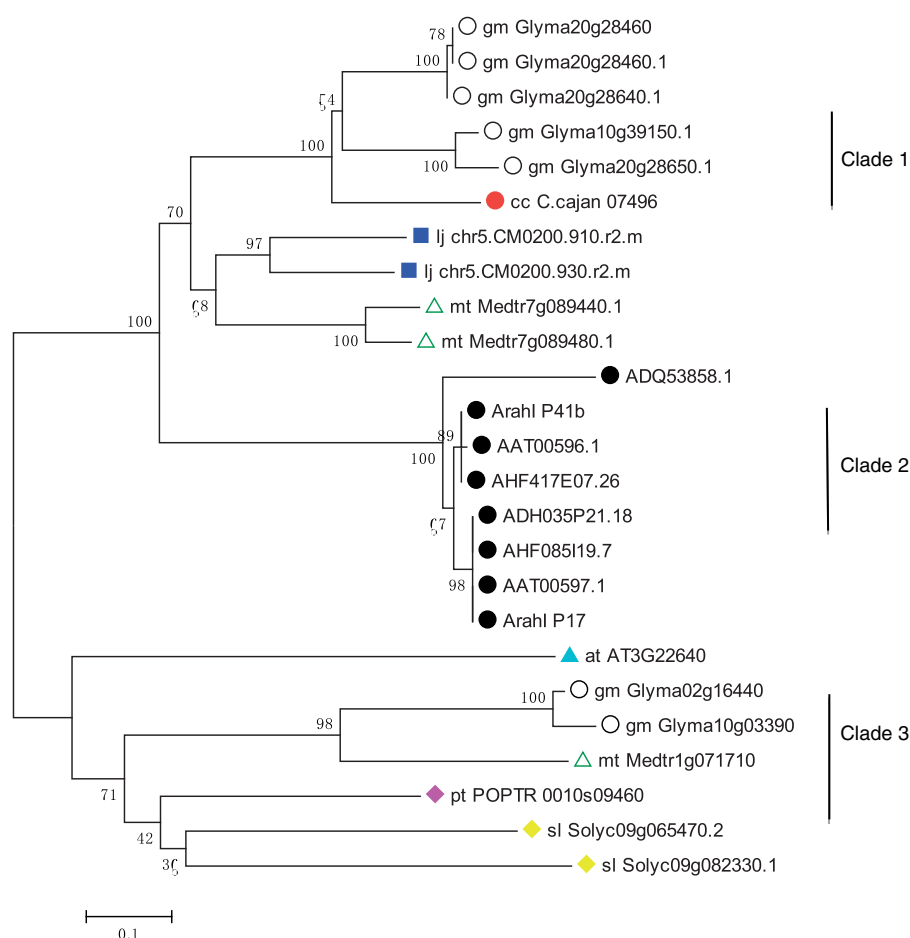 78
gm Glyma20g28460
100
gm Glyma20g28460.1
gm Glyma20g28640.1
gm Glyma10g39150.1
100
100
gm Glyma20g28650.1
Clade 1
cc C.cajan 07496
70
97
lj chr5.CM0200.910.r2.m
lj chr5.CM0200.930.r2.m
mt Medtr7g089440.1
100
100
mt Medtr7g089480.1
ADQ53858.1
ArahI P41b
89
AAT00596.1
100
Clade 2
AHF417E07.26
ADH035P21.18
AHF085I19.7
98
AAT00597.1
ArahI P17
at AT3G22640
100
gm Glyma02g16440
98
gm Glyma10g03390
Clade 3
mt Medtr1g071710
71
pt POPTR 0010s09460
42
sl Solyc09g065470.2
sl Solyc09g082330.1
0.1